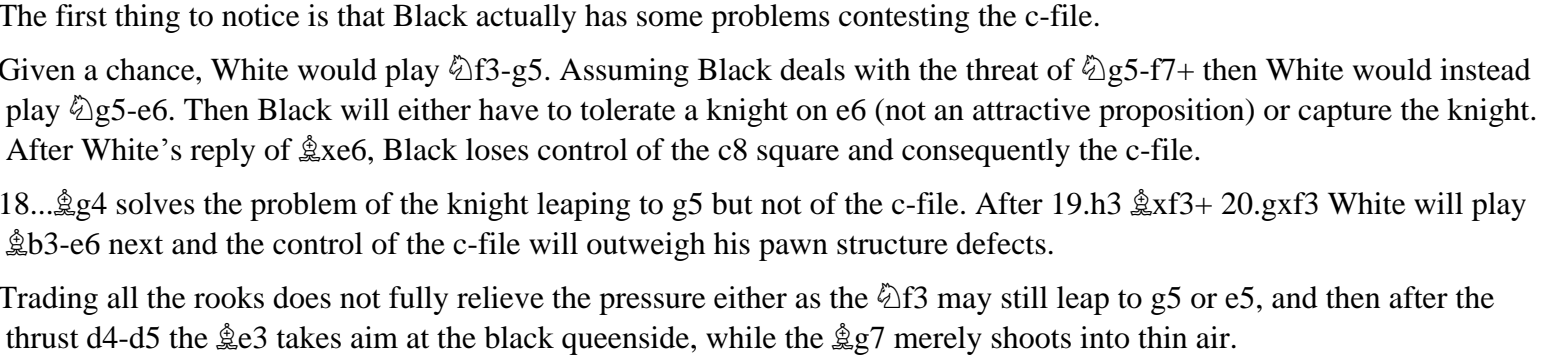 The first thing to notice is that Black actually has some problems contesting the c-file.
Given a chance, White would play ♘f3-g5. Assuming Black deals with the threat of ♘g5-f7+ then White would instead
play ♘g5-e6. Then Black will either have to tolerate a knight on e6 (not an attractive proposition) or capture the knight.
After White’s reply of ♗xe6, Black loses control of the c8 square and consequently the c-file.
18...♗g4 solves the problem of the knight leaping to g5 but not of the c-file. After 19.h3 ♗xf3+ 20.gxf3 White will play
♗b3-e6 next and the control of the c-file will outweigh his pawn structure defects.
Trading all the rooks does not fully relieve the pressure either as the ♘f3 may still leap to g5 or e5, and then after the
thrust d4-d5 the ♗e3 takes aim at the black queenside, while the ♗g7 merely shoots into thin air.